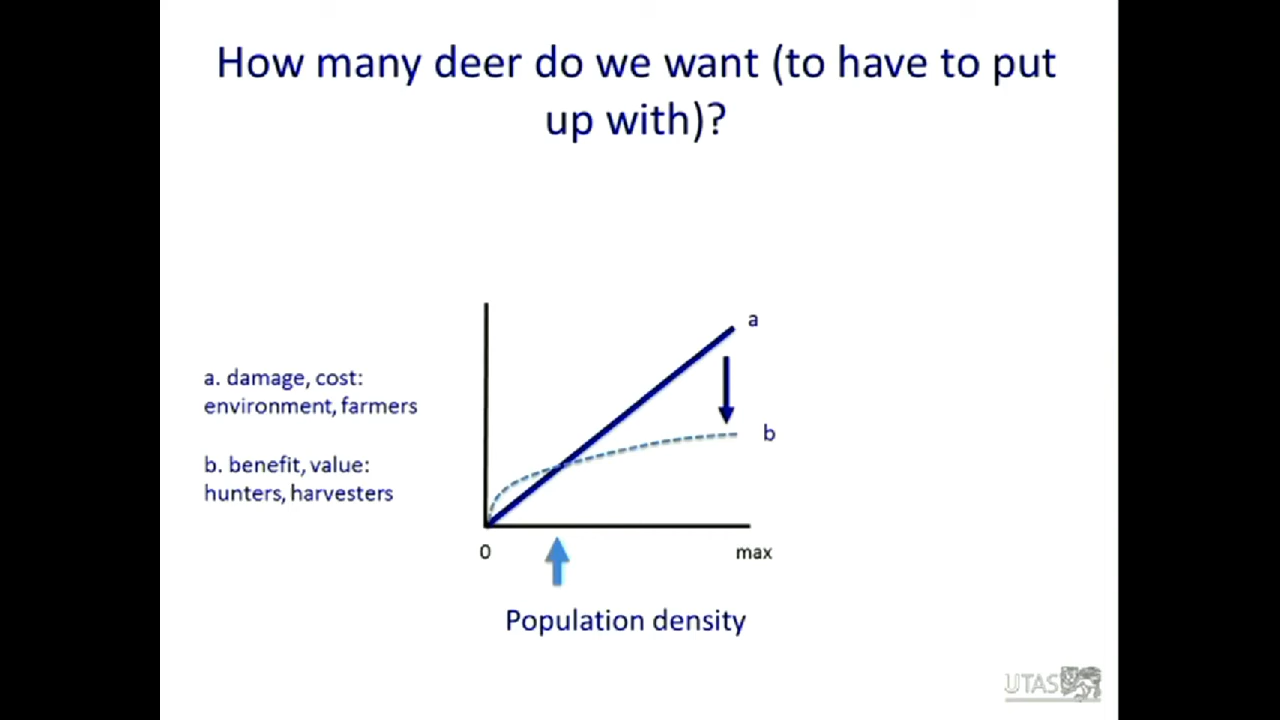 How many deer do we want (to have to put
up with)?
a
a. damage, cost:
environment, farmers
b
b. benefit, value:
hunters, harvesters
0
max
Population density
UTAS